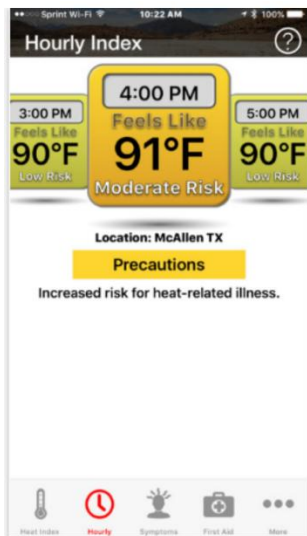 Sprint Wi-Fi 10:22 AM 100%
Hourly Index ?
3:00 PM
Feels Like
90°F
Low Risk
4:00 PM
Feels Like
91°F
Moderate Risk
5:00 PM
Feels Like
90°F
Low Risk
Location: McAllen TX
Precautions
Increased risk for heat-related illness.
Heat Index Hourly Symptoms First Aid More